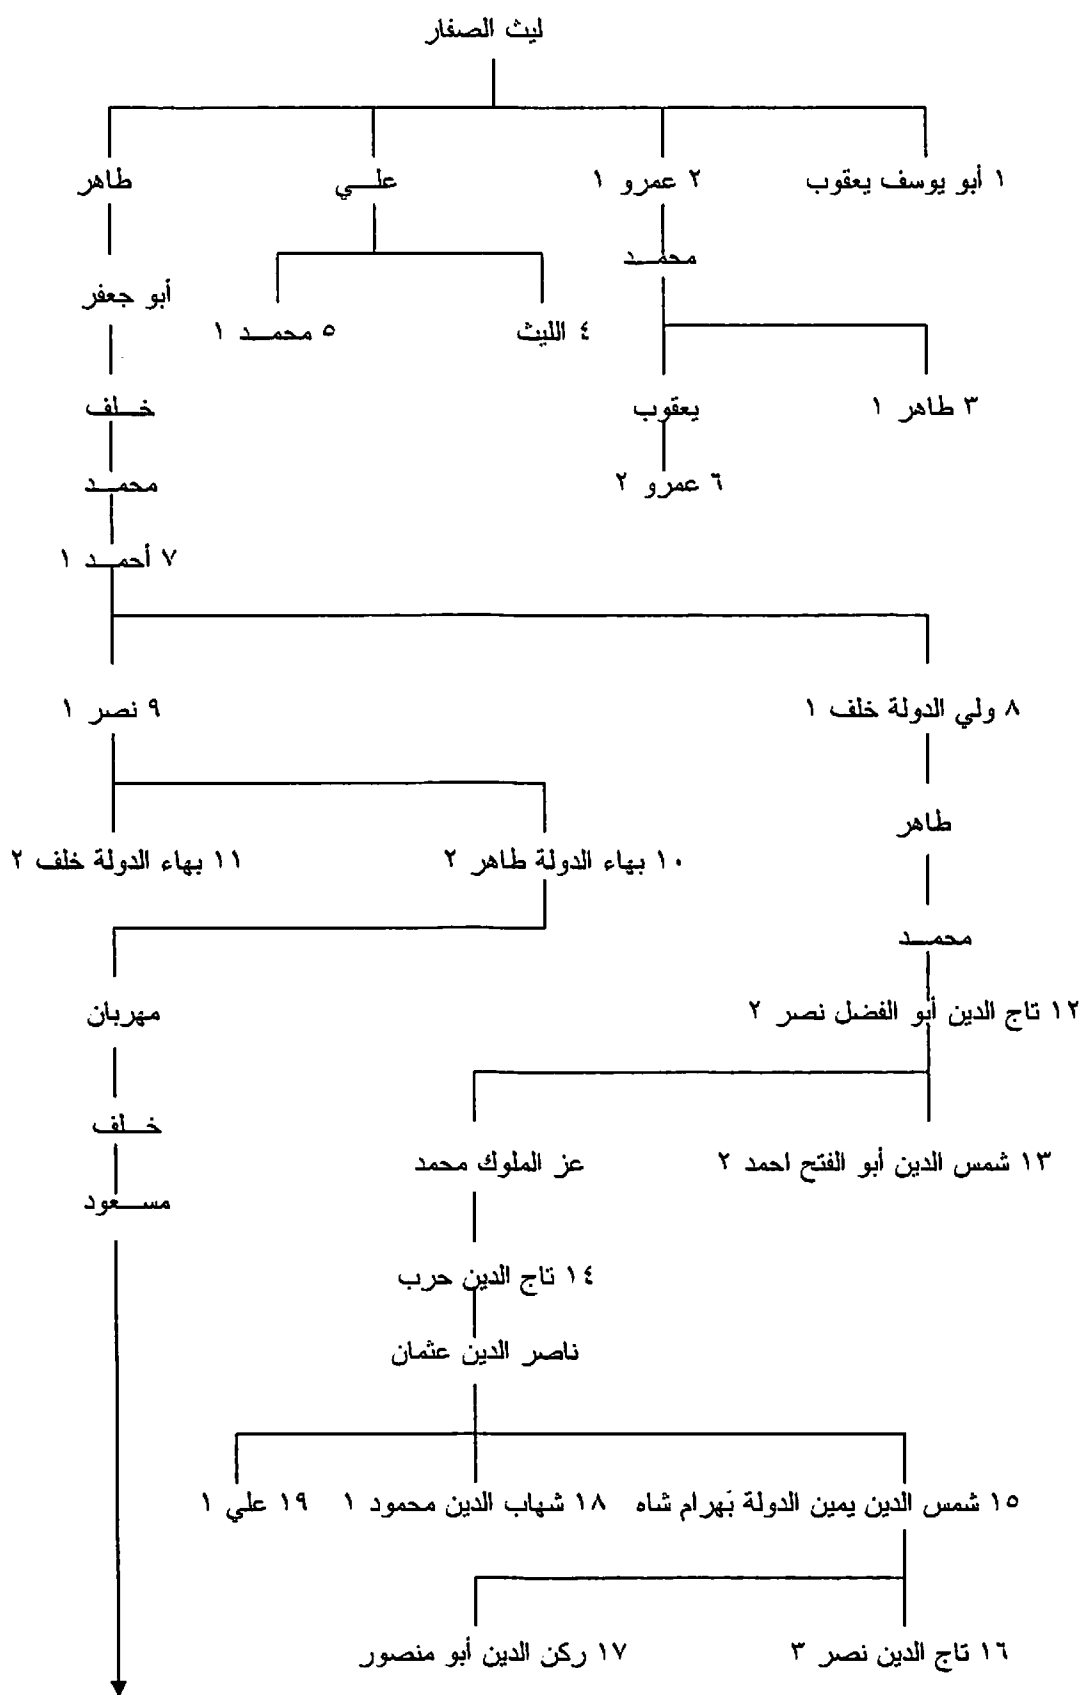 ليث الصفار
١ أبو يوسف يعقوب
٢ عمرو ١
علي
طاهر
محمد
أبو جعفر
٤ الليث
٥ محمد ١
٣ طاهر ١
يعقوب
خلف
٦ عمرو ٢
محمد
٧ أحمد ١
٨ ولي الدولة خلف ١
٩ نصر ١
طاهر
١٠ بهاء الدولة طاهر ٢
١١ بهاء الدولة خلف ٢
محمد
١٢ تاج الدين أبو الفضل نصر ٢
مهربان
خلف
١٣ شمس الدين أبو الفتح احمد ٢
عز الملوك محمد
مسعود
١٤ تاج الدين حرب
ناصر الدين عثمان
١٥ شمس الدين يمين الدولة بَهرام شاه
١٨ شهاب الدين محمود ١
١٩ علي ١
١٦ تاج الدين نصر ٣
١٧ ركن الدين أبو منصور